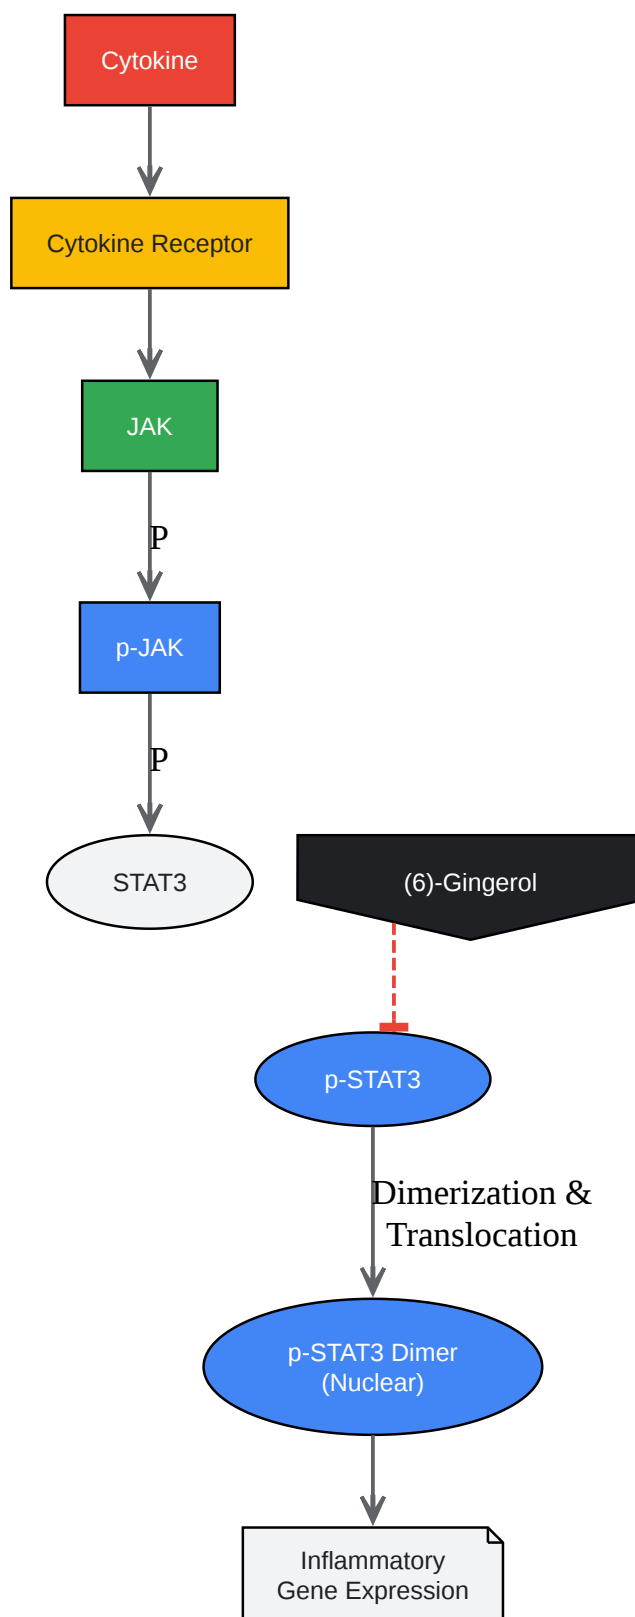 Cytokine
Cytokine Receptor
JAK
P
p-JAK
P
STAT3
(6)-Gingerol
p-STAT3
Dimerization &
Translocation
p-STAT3 Dimer
(Nuclear)
Inflammatory
Gene Expression